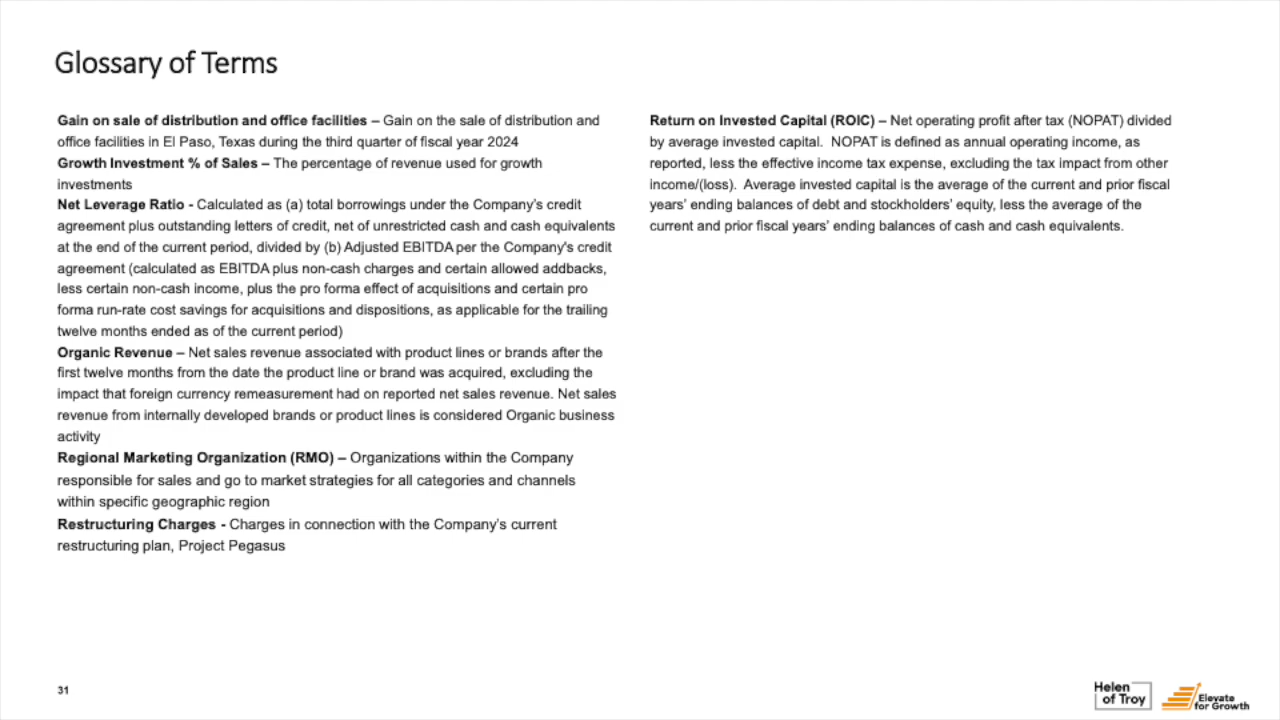 Glossary of Terms
Gain on sale of distribution and office facilities – Gain on the sale of distribution and
office facilities in El Paso, Texas during the third quarter of fiscal year 2024
Growth Investment % of Sales – The percentage of revenue used for growth
investments
Net Leverage Ratio - Calculated as (a) total borrowings under the Company's credit
agreement plus outstanding letters of credit, net of unrestricted cash and cash equivalents
at the end of the current period, divided by (b) Adjusted EBITDA per the Company's credit
agreement (calculated as EBITDA plus non-cash charges and certain allowed addbacks,
less certain non-cash income, plus the pro forma effect of acquisitions and certain pro
forma run-rate cost savings for acquisitions and dispositions, as applicable for the trailing
twelve months ended as of the current period)
Organic Revenue – Net sales revenue associated with product lines or brands after the
first twelve months from the date the product line or brand was acquired, excluding the
impact that foreign currency remeasurement had on reported net sales revenue. Net sales
revenue from internally developed brands or product lines is considered Organic business
activity
Regional Marketing Organization (RMO) – Organizations within the Company
responsible for sales and go to market strategies for all categories and channels
within specific geographic region
Restructuring Charges - Charges in connection with the Company's current
restructuring plan, Project Pegasus
Return on Invested Capital (ROIC) – Net operating profit after tax (NOPAT) divided
by average invested capital.  NOPAT is defined as annual operating income, as
reported, less the effective income tax expense, excluding the tax impact from other
income/(loss).  Average invested capital is the average of the current and prior fiscal
years' ending balances of debt and stockholders' equity, less the average of the
current and prior fiscal years' ending balances of cash and cash equivalents.
31
Helen
of Troy
Elevate
for Growth